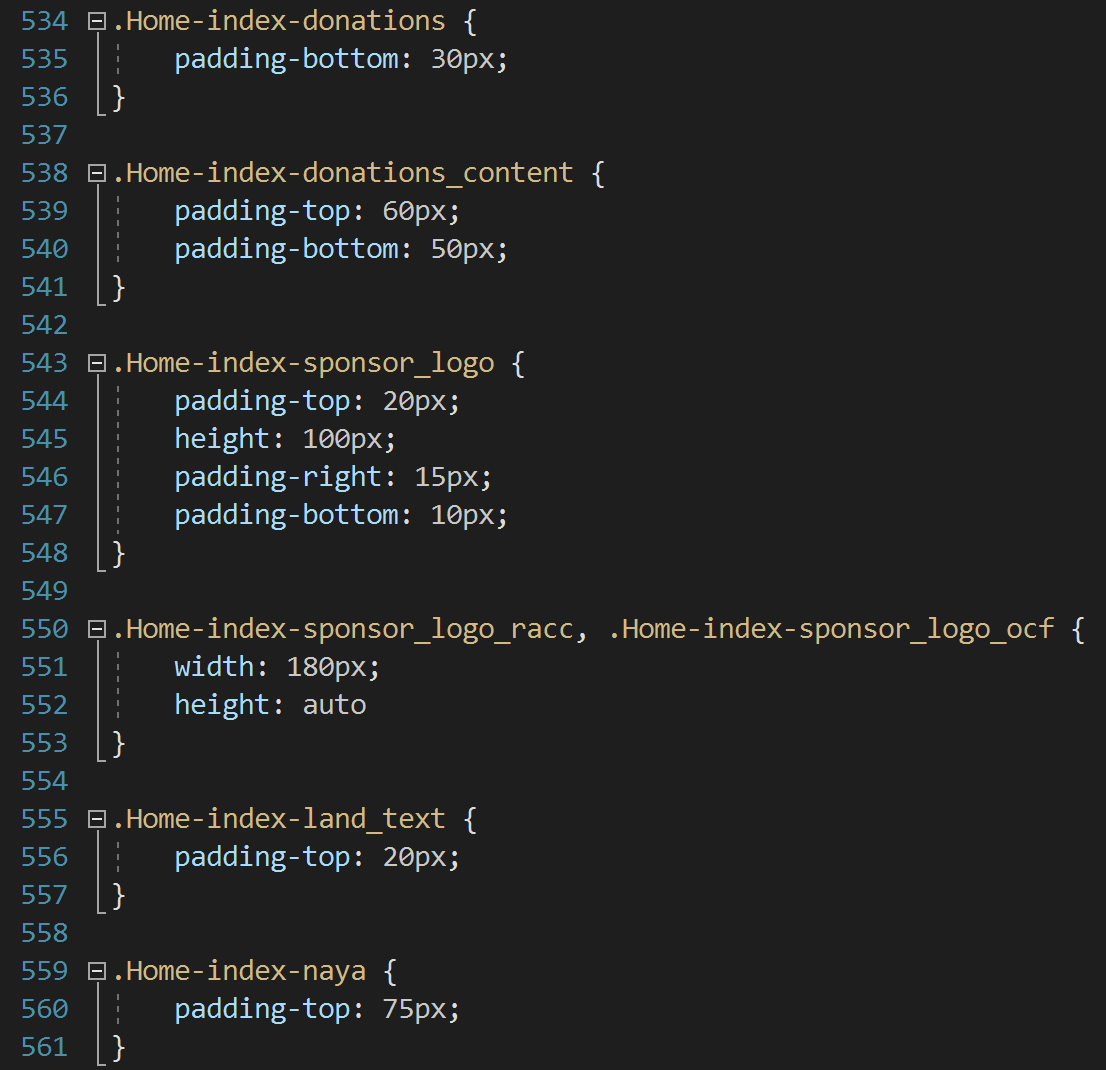 534 .Home-index-donations {
535     padding-bottom: 30px;
536 }
537
538 .Home-index-donations_content {
539     padding-top: 60px;
540     padding-bottom: 50px;
541 }
542
543 .Home-index-sponsor_logo {
544     padding-top: 20px;
545     height: 100px;
546     padding-right: 15px;
547     padding-bottom: 10px;
548 }
549
550 .Home-index-sponsor_logo_racc, .Home-index-sponsor_logo_ocf {
551     width: 180px;
552     height: auto
553 }
554
555 .Home-index-land_text {
556     padding-top: 20px;
557 }
558
559 .Home-index-naya {
560     padding-top: 75px;
561 }